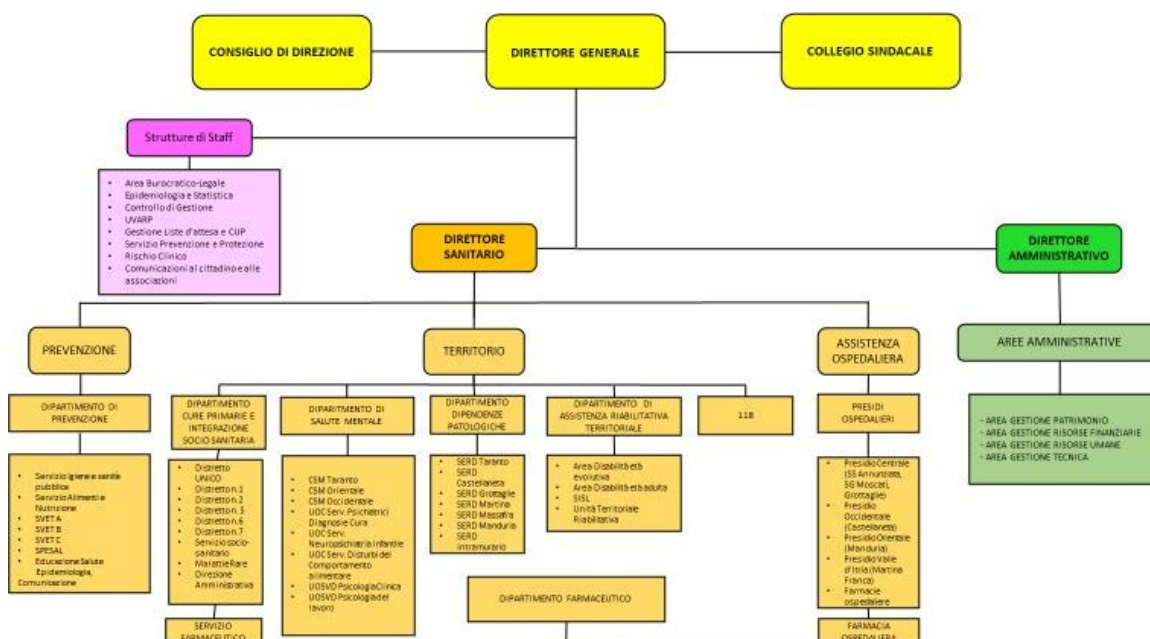 CONSIGLIO DI DIREZIONE
DIRETTORE GENERALE
COLLEGIO SINDACALE
Strutture di Staff
• Area Burocratico-Legale
• Epidemiologia e Statistica
• Controllo di Gestione
• UVARP
• Gestione Liste d'attesa e CUP
• Servizio Prevenzione e Protezione
• Rischio Clinico
• Comunicazioni al cittadino e alle
associazioni
DIRETTORE
SANITARIO
DIRETTORE
AMMINISTRATIVO
PREVENZIONE
TERRITORIO
ASSISTENZA
OSPEDALIERA
AREE AMMINISTRATIVE
DIPARTIMENTO DI
PREVENZIONE
DIPARTIMENTO
CURE PRIMARIE E
INTEGRAZIONE
SOCIO SANITARIA
DIPARITMENTO DI
SALUTE MENTALE
DIPARTIMENTO
DIPENDENZE
PATOLOGICHE
DIPARTIMENTO DI
ASSISTENZA RIABILITATIVA
TERRITORIALE
118
PRESIDI
OSPEDALIERI
- AREA GESTIONE PATRIMONIO
- AREA GESTIONE RISORSE FINANZIARIE
- AREA GESTIONE RISORSE UMANE
- AREA GESTIONE TECNICA
• Servizio Igiene e sanità
pubblica
• Servizio Alimenti e
Nutrizione
• SVET A
• SVET B
• SVET C
• SPESAL
• Educazione Salute
Epidemiologia,
Comunicazione
• Distretto
UNICO
• Distretto n.1
• Distretto n.2
• Distretto n.5
• Distretto n.6
• Distretto n.7
• Servizio socio-
sanitario
• Malattie Rare
• Direzione
Amministrativa
• CSM Taranto
• CSM Orientale
• CSM Occidentale
• UOC Serv. Psichiatrici
Diagnosi e Cura
• UOC Serv.
Neuropsichiatria Infantile
• UOC Serv. Disturbi del
Comportamento
alimentare
• UOSVD Psicologia Clinica
• UOSVD Psicologia del
lavoro
• SERD Taranto
• SERD
Castellaneta
• SERD Grottaglie
• SERD Martina
• SERD Massafra
• SERD Manduria
• SERD
Intramurario
• Area Disabilità età
evolutiva
• Area Disabilità età adulta
• SISL
• Unità Territoriale
Riabilitativa
• Presidio Centrale
(SS Annunziata,
SG Moscati,
Grottaglie)
• Presidio
Occidentale
(Castellaneta)
• Presidio Orientale
(Manduria)
• Presidio Valle
d'Itria (Martina
Franca)
• Farmacie
ospedaliere
DIPARTIMENTO FARMACEUTICO
SERVIZIO
FARMACEUTICO
FARMACIA
OSPEDALIERA